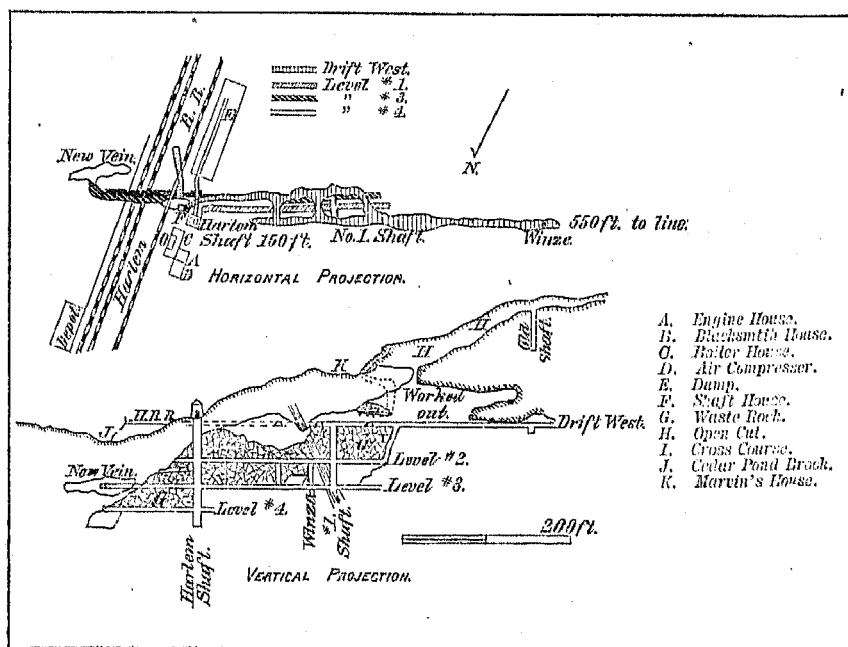 Drift West.
Level #1.
" #3.
" #4.
R. R.
E
New Vein.
N.
F
Harlem
Shaft 150 ft.
No. 1. Shaft.
Winze.
550 ft. to line.
C
A
Harlem
Depot.
HORIZONTAL PROJECTION.
H
H
Old
Shaft.
K
Worked
out.
H.R.R.
J
Drift West.
Level #2.
New Vein.
Level #3.
G
Level #4.
Winze
#1.
Shaft.
Harlem
Shaft.
200 ft.
VERTICAL PROJECTION.
A. Engine House.
B. Blacksmith House.
C. Boiler House.
D. Air Compresser.
E. Dump.
F. Shaft House.
G. Waste Rock.
H. Open Cut.
I. Cross Course.
J. Cedar Pond Brook.
K. Marvin's House.